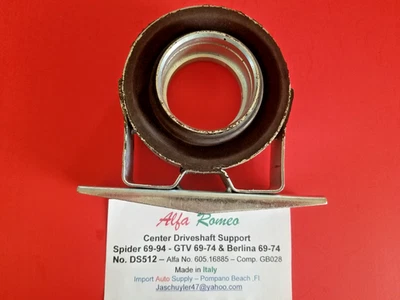 Alfa Romeo
Center Driveshaft Support
Spider 69-94 - GTV 69-74 & Berlina 69-74
No. DS512 – Alfa No. 605.16885 – Comp. GB028
Made in Italy
Import Auto Supply – Pompano Beach ,Fl.
Jaschuyler47@yahoo.com